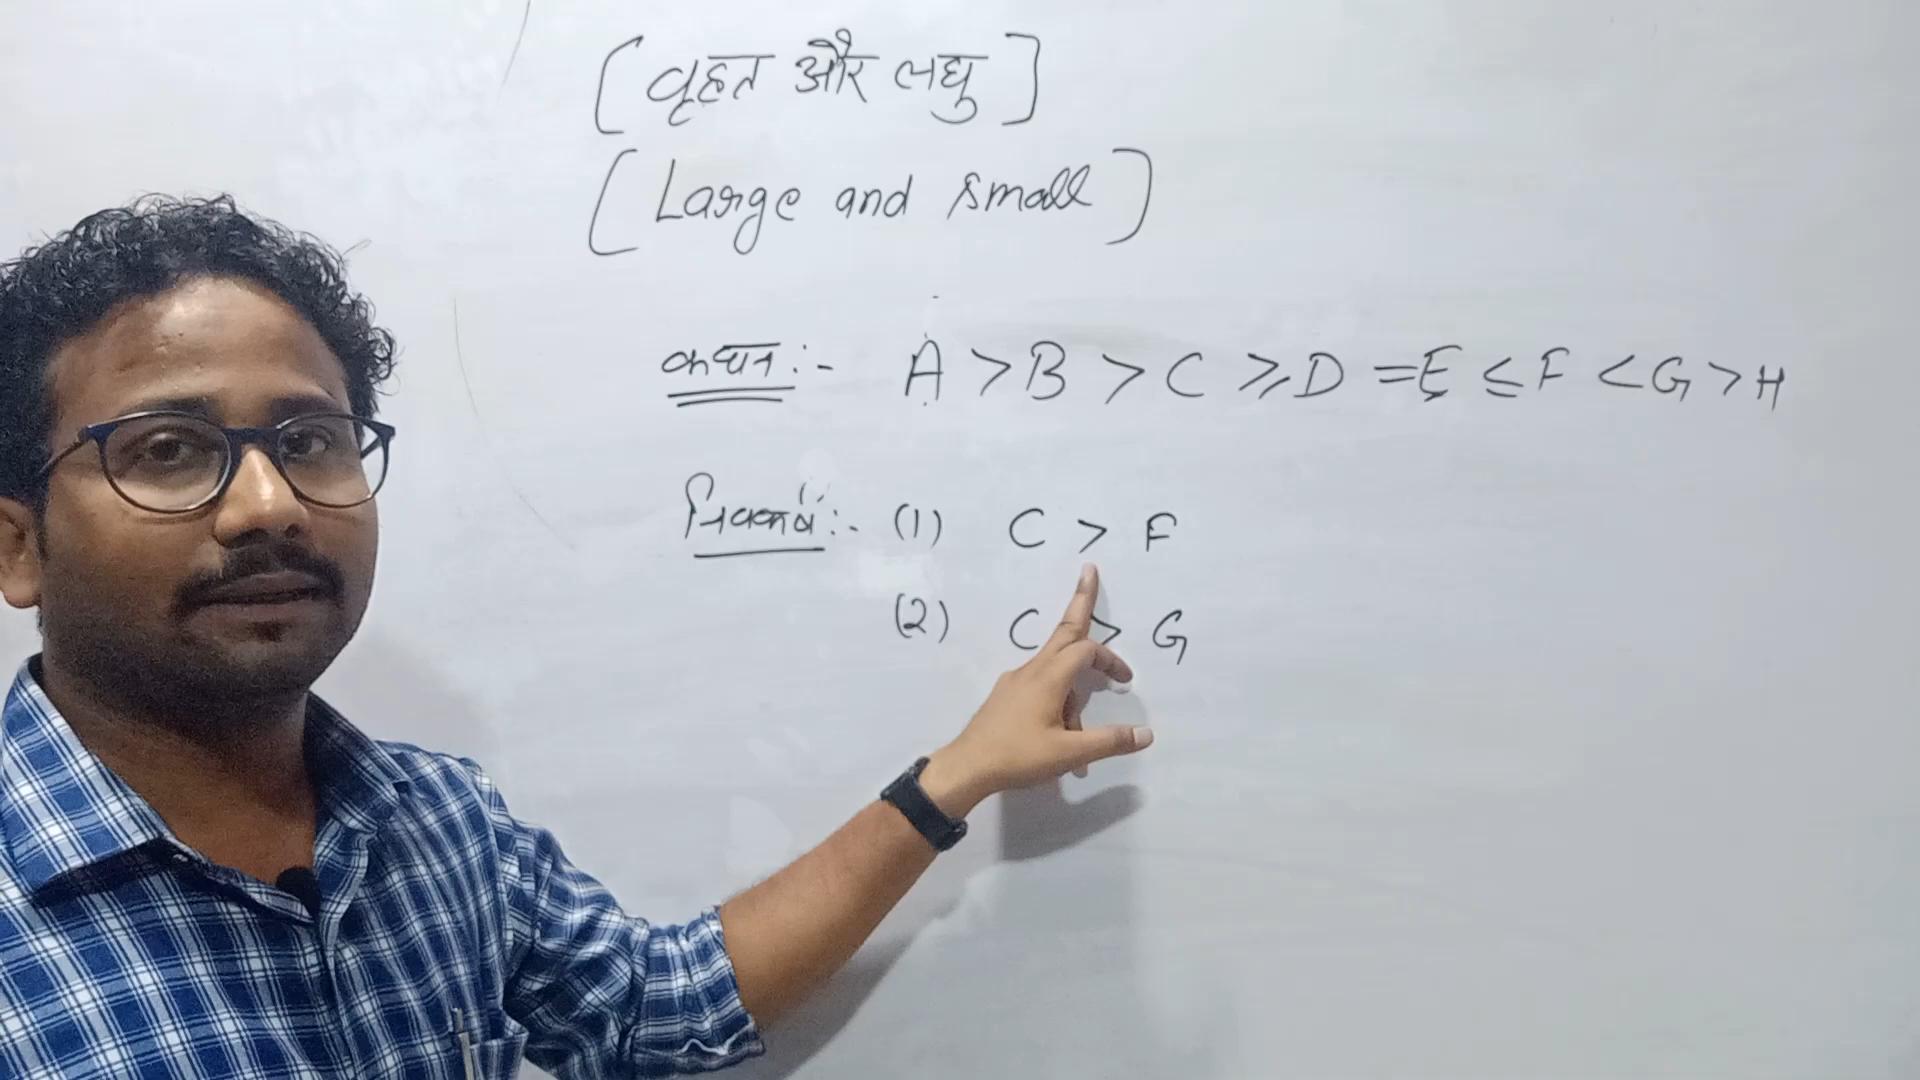 [वृहत और लघु]
[Large and small]
कथन:- A > B > C ≥ D = E ≤ F < G > H
निष्कर्ष:- (1) C > F
(2) C > G